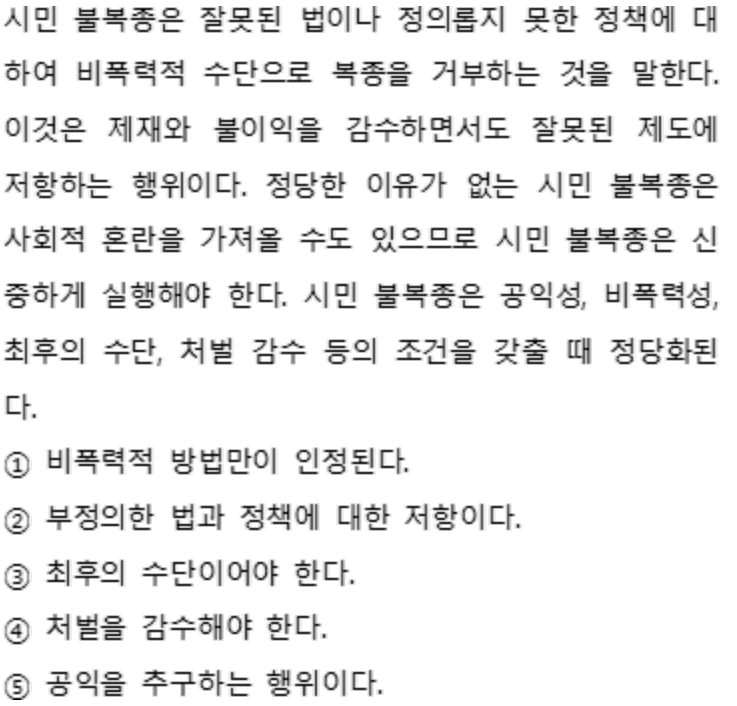 시민 불복종은 잘못된 법이나 정의롭지 못한 정책에 대
하여 비폭력적 수단으로 복종을 거부하는 것을 말한다.
이것은 제재와 불이익을 감수하면서도 잘못된 제도에
저항하는 행위이다. 정당한 이유가 없는 시민 불복종은
사회적 혼란을 가져올 수도 있으므로 시민 불복종은 신
중하게 실행해야 한다. 시민 불복종은 공익성, 비폭력성,
최후의 수단, 처벌 감수 등의 조건을 갖출 때 정당화된
다.
① 비폭력적 방법만이 인정된다.
② 부정의한 법과 정책에 대한 저항이다.
③ 최후의 수단이어야 한다.
④ 처벌을 감수해야 한다.
⑤ 공익을 추구하는 행위이다.